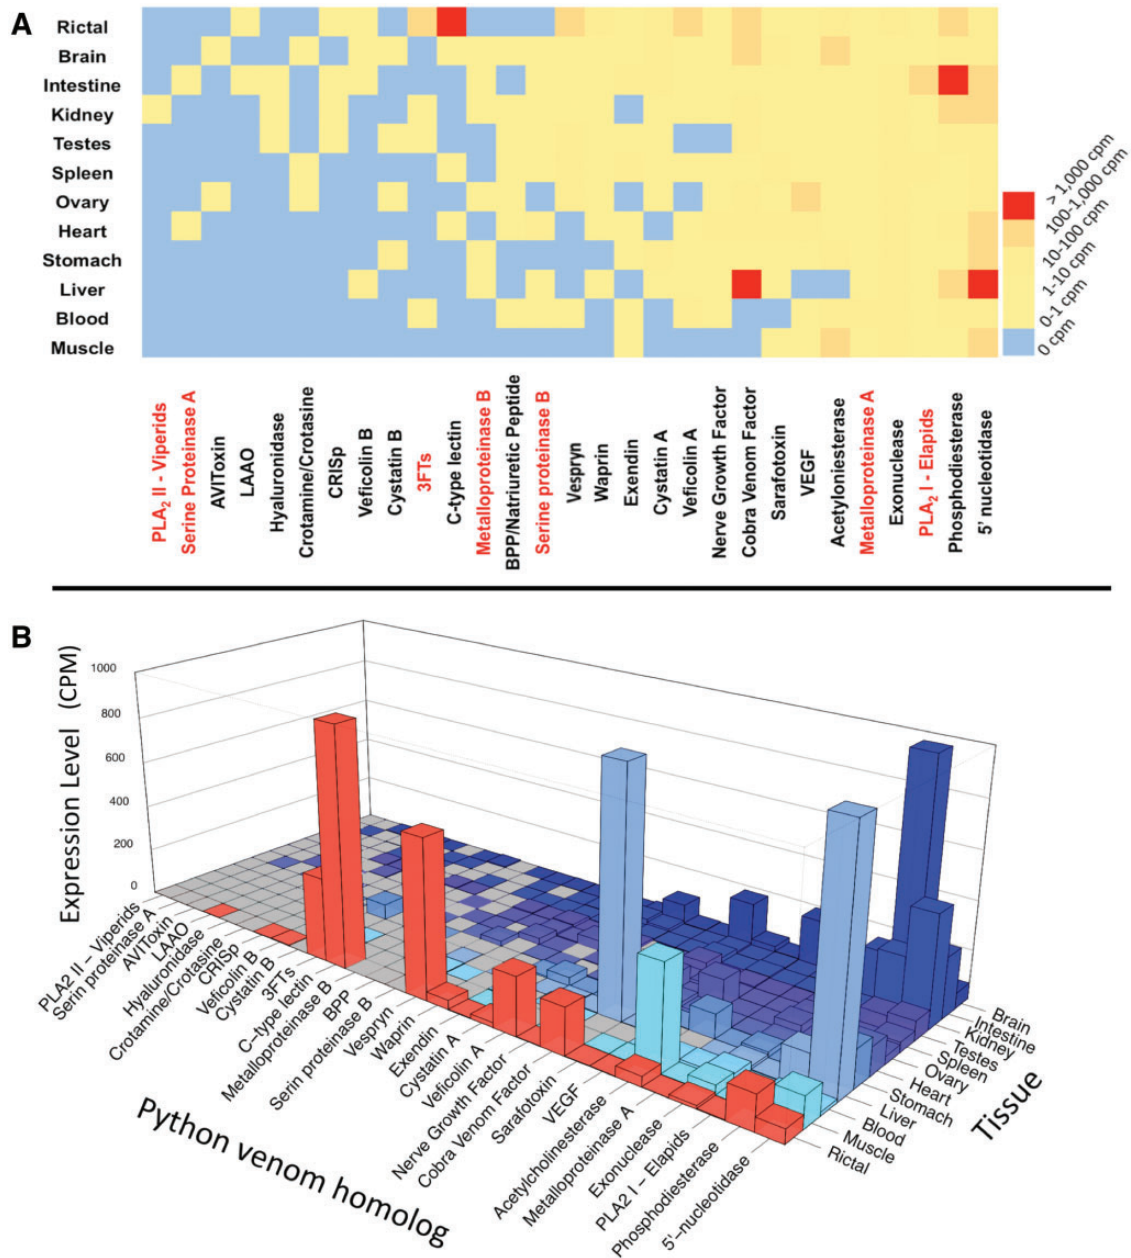 A
Rictal
Brain
Intestine
Kidney
Testes
Spleen
Ovary
Heart
Stomach
Liver
Blood
Muscle
> 1,000 cpm
100-1,000 cpm
10-100 cpm
1-10 cpm
0-1 cpm
0 cpm
PLA2 II - Viperids
Serine Proteinase A
AVIToxin
LAAO
Hyaluronidase
Crotamine/Crotasine
CRISp
Veficolin B
Cystatin B
3FTs
C-type lectin
Metalloproteinase B
BPP/Natriuretic Peptide
Serine proteinase B
Vespryn
Waprin
Exendin
Cystatin A
Veficolin A
Nerve Growth Factor
Cobra Venom Factor
Sarafotoxin
VEGF
Acetyloniesterase
Metalloproteinase A
Exonuclease
PLA2 I - Elapids
Phosphodiesterase
5' nucleotidase
B
Expression Level (CPM)
1000
800
600
400
200
0
PLA2 II – Viperids
Serin proteinase A
AVIToxin
LAAO
Hyaluronidase
Crotamine/Crotasine
CRISp
Veficolin B
Cystatin B
3FTs
C-type lectin
Metalloproteinase B
BPP
Serin proteinase B
Vespryn
Waprin
Exendin
Cystatin A
Veficolin A
Nerve Growth Factor
Cobra Venom Factor
Sarafotoxin
VEGF
Acetylcholinesterase
Metalloproteinase A
Exonuclease
PLA2 I – Elapids
Phosphodiesterase
5'–nucleotidase
Python venom homolog
Brain
Intestine
Kidney
Testes
Spleen
Ovary
Heart
Stomach
Liver
Blood
Muscle
Rictal
Tissue